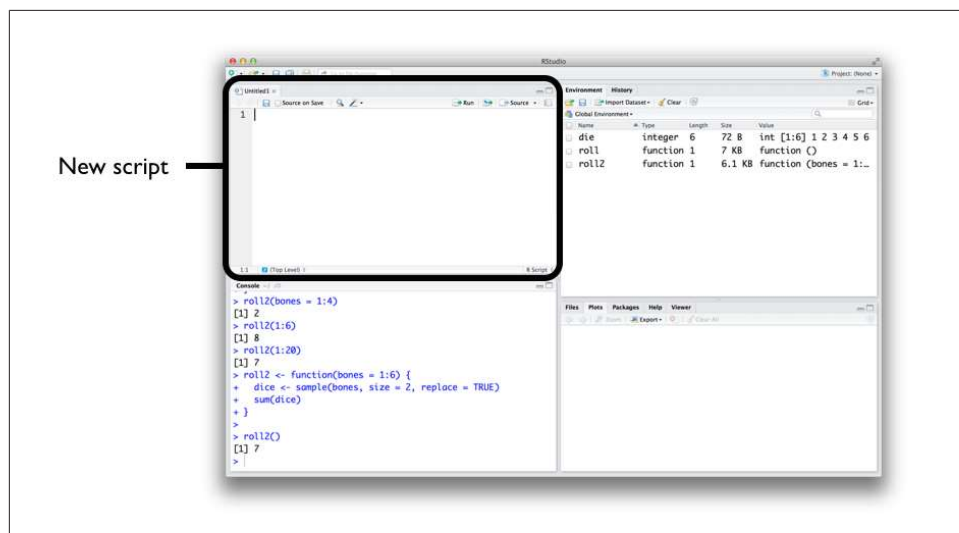 RStudio
Project: (None)
New script
Untitled1
Source on Save
Run
Source
1
1:1
(Top Level)
R Script
Console
> roll2(bones = 1:4)
[1] 2
> roll2(1:6)
[1] 8
> roll2(1:20)
[1] 7
> roll2 <- function(bones = 1:6) {
+ dice <- sample(bones, size = 2, replace = TRUE)
+ sum(dice)
+ }
>
> roll2()
[1] 7
>
Environment History
Import Dataset Clear Grid
Global Environment
Name Type Length Size Value
die integer 6 72 B int [1:6] 1 2 3 4 5 6
roll function 1 7 KB function ()
roll2 function 1 6.1 KB function (bones = 1:…
Files Plots Packages Help Viewer
Zoom Export Clear All